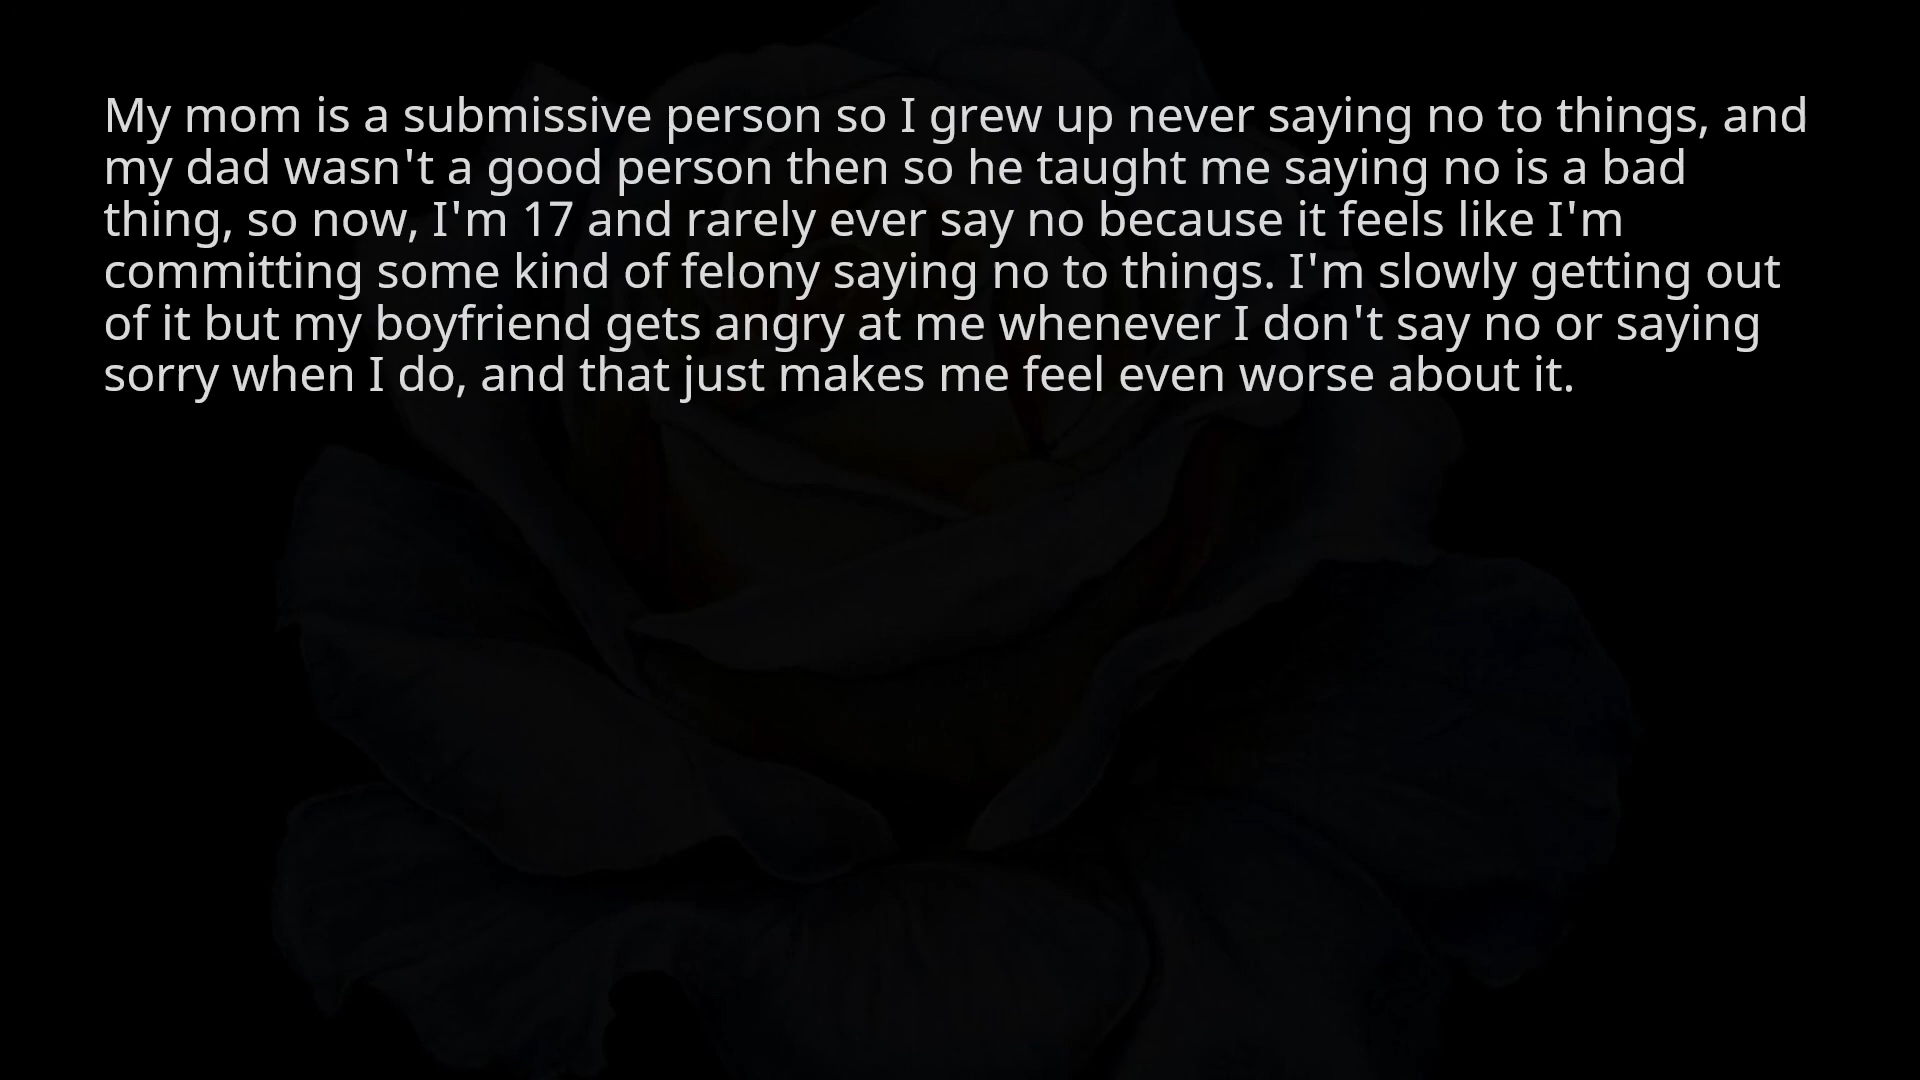 My mom is a submissive person so I grew up never saying no to things, and
my dad wasn't a good person then so he taught me saying no is a bad
thing, so now, I'm 17 and rarely ever say no because it feels like I'm
committing some kind of felony saying no to things. I'm slowly getting out
of it but my boyfriend gets angry at me whenever I don't say no or saying
sorry when I do, and that just makes me feel even worse about it.